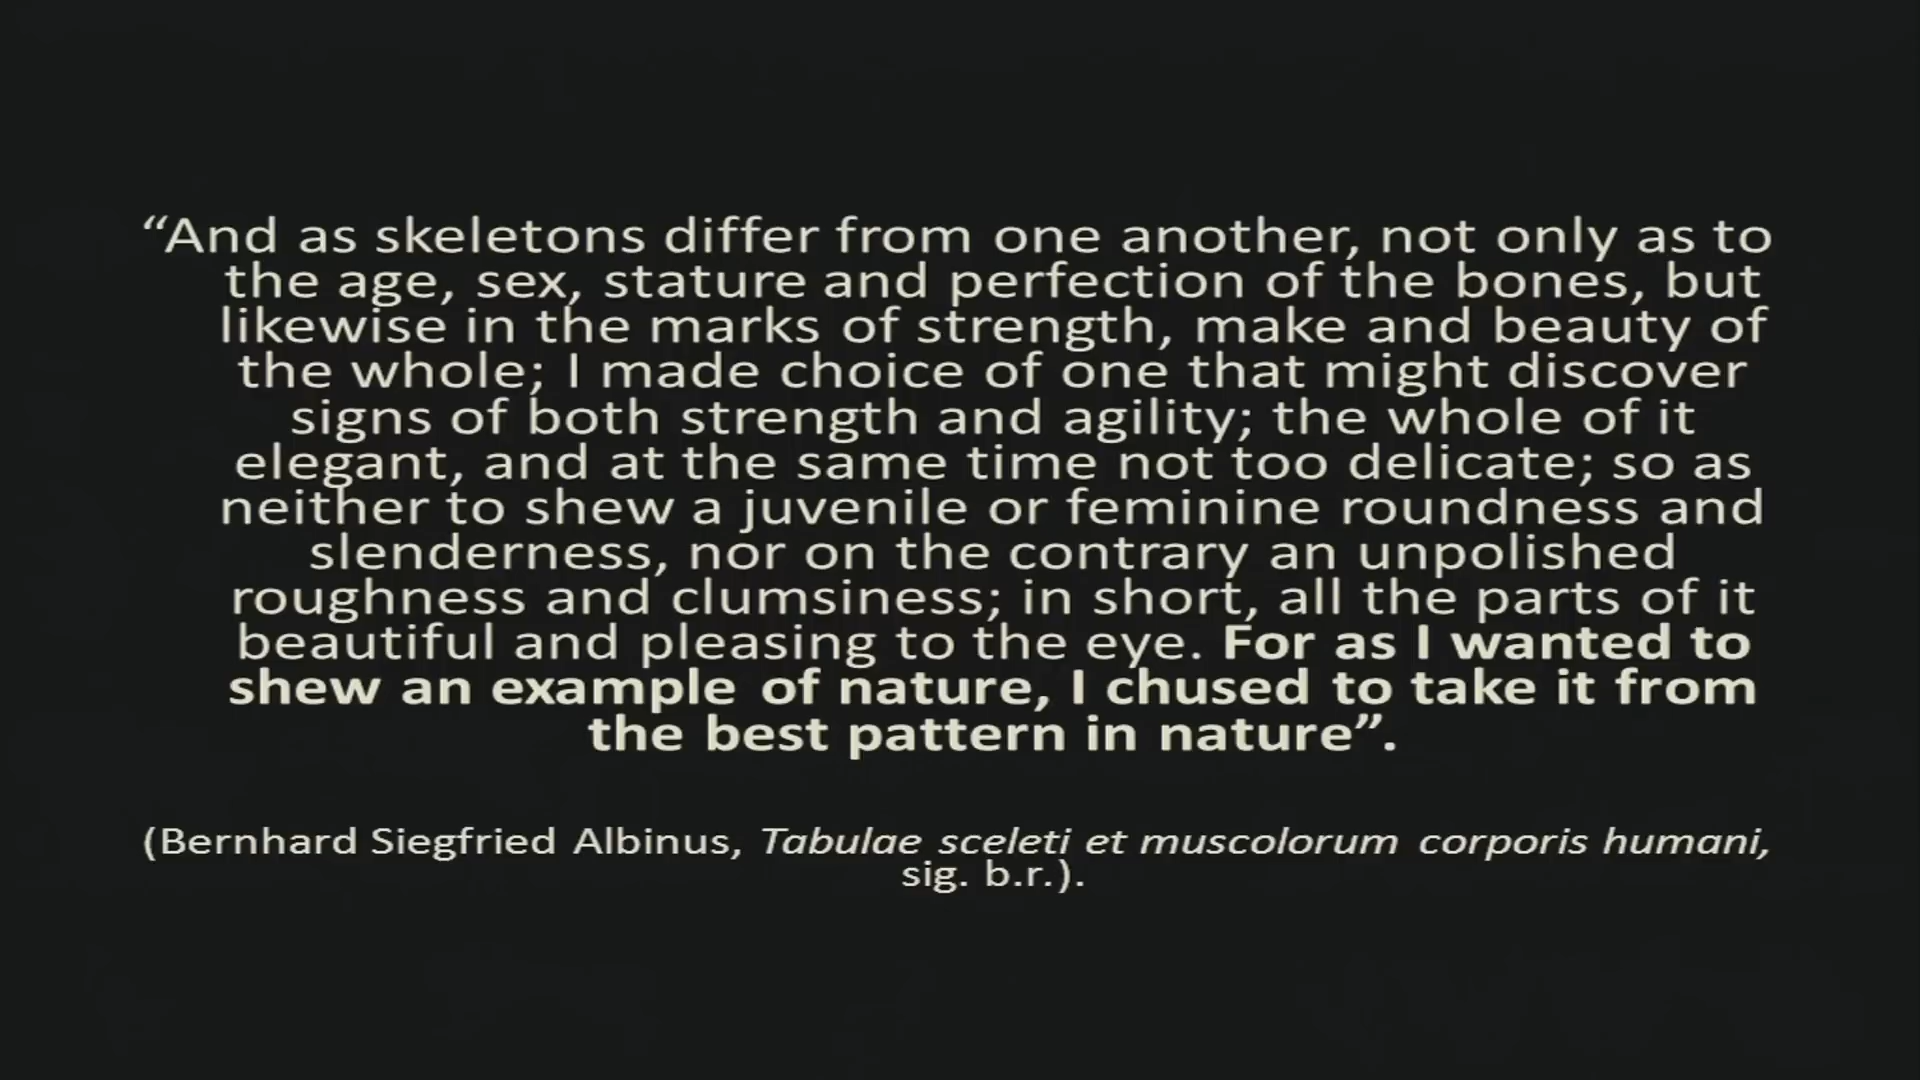 “And as skeletons differ from one another, not only as to
the age, sex, stature and perfection of the bones, but
likewise in the marks of strength, make and beauty of
the whole; I made choice of one that might discover
signs of both strength and agility; the whole of it
elegant, and at the same time not too delicate; so as
neither to shew a juvenile or feminine roundness and
slenderness, nor on the contrary an unpolished
roughness and clumsiness; in short, all the parts of it
beautiful and pleasing to the eye. For as I wanted to
shew an example of nature, I chused to take it from
the best pattern in nature”.
(Bernhard Siegfried Albinus, Tabulae sceleti et muscolorum corporis humani,
sig. b.r.).